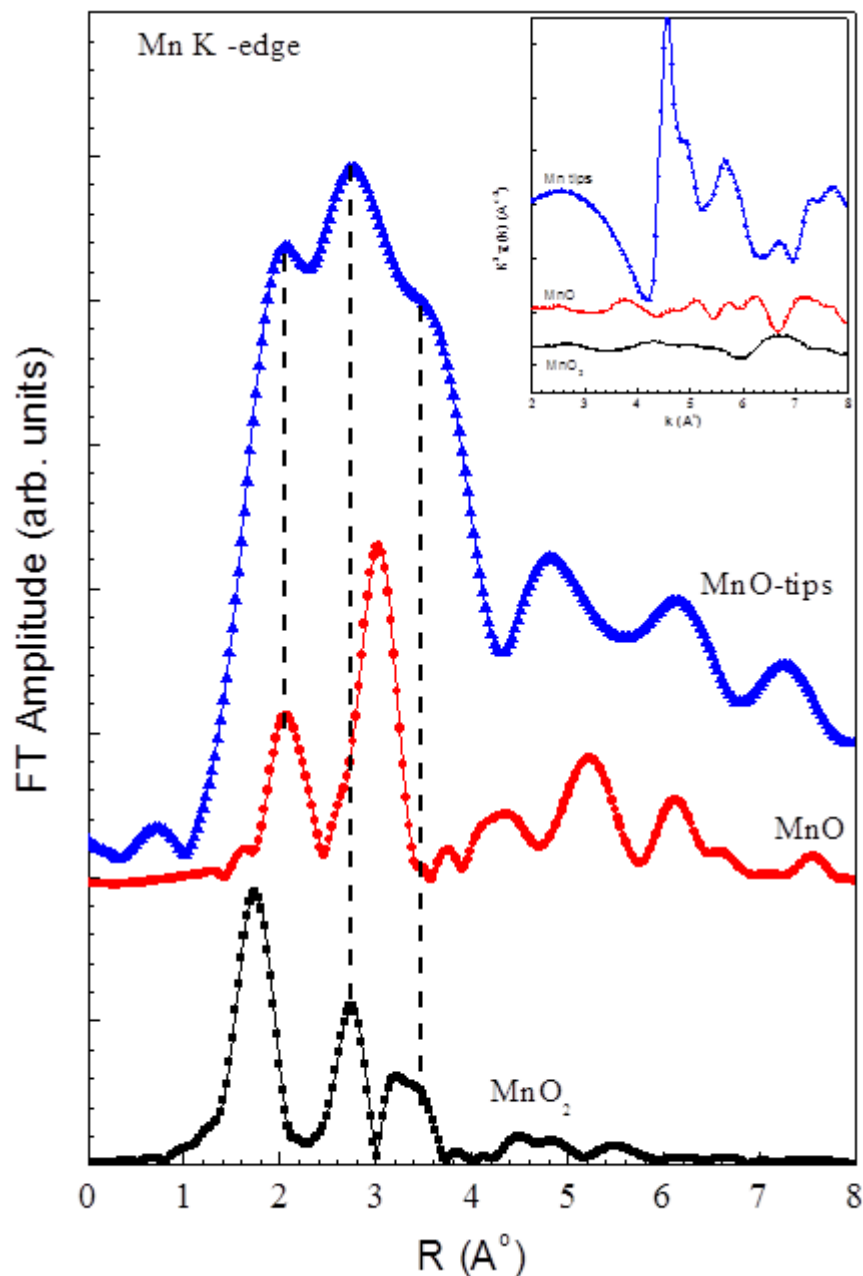 Mn K -edge
FT Amplitude (arb. units)
MnO-tips
MnO
MnO₂
0 1 2 3 4 5 6 7 8
R (A°)
Mn tips
MnO
MnO₂
2 3 4 5 6 7 8